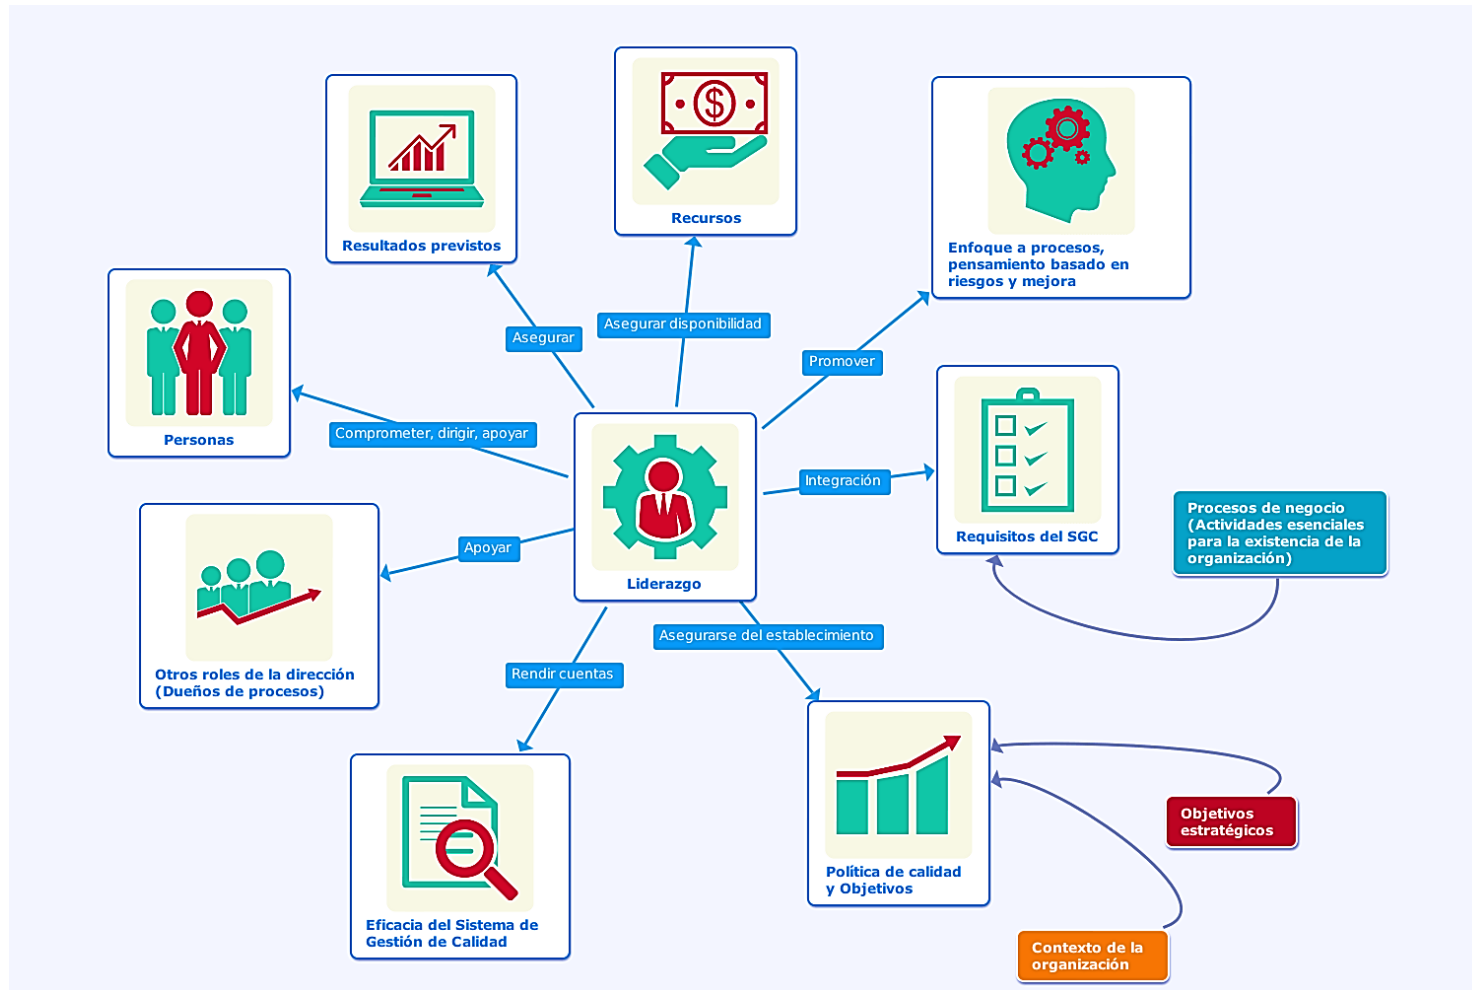 $
Recursos
Resultados previstos
Enfoque a procesos,
pensamiento basado en
riesgos y mejora
Asegurar
Asegurar disponibilidad
Promover
Personas
Comprometer, dirigir, apoyar
Integración
Requisitos del SGC
Procesos de negocio
(Actividades esenciales
para la existencia de la
organización)
Apoyar
Liderazgo
Otros roles de la dirección
(Dueños de procesos)
Asegurarse del establecimiento
Rendir cuentas
Eficacia del Sistema de
Gestión de Calidad
Política de calidad
y Objetivos
Objetivos
estratégicos
Contexto de la
organización